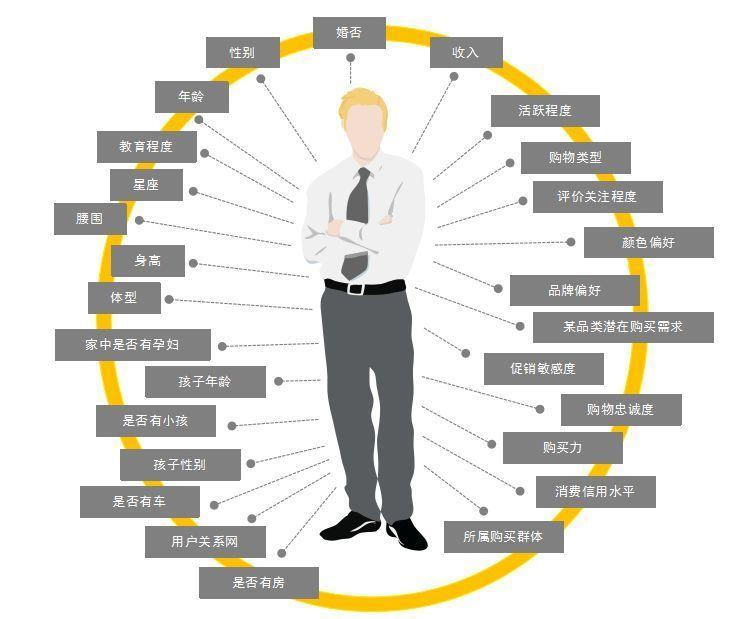 婚否
性别
收入
年龄
活跃程度
教育程度
购物类型
星座
评价关注程度
腰围
颜色偏好
身高
品牌偏好
体型
某品类潜在购买需求
家中是否有孕妇
促销敏感度
孩子年龄
购物忠诚度
是否有小孩
购买力
孩子性别
消费信用水平
是否有车
所属购买群体
用户关系网
是否有房